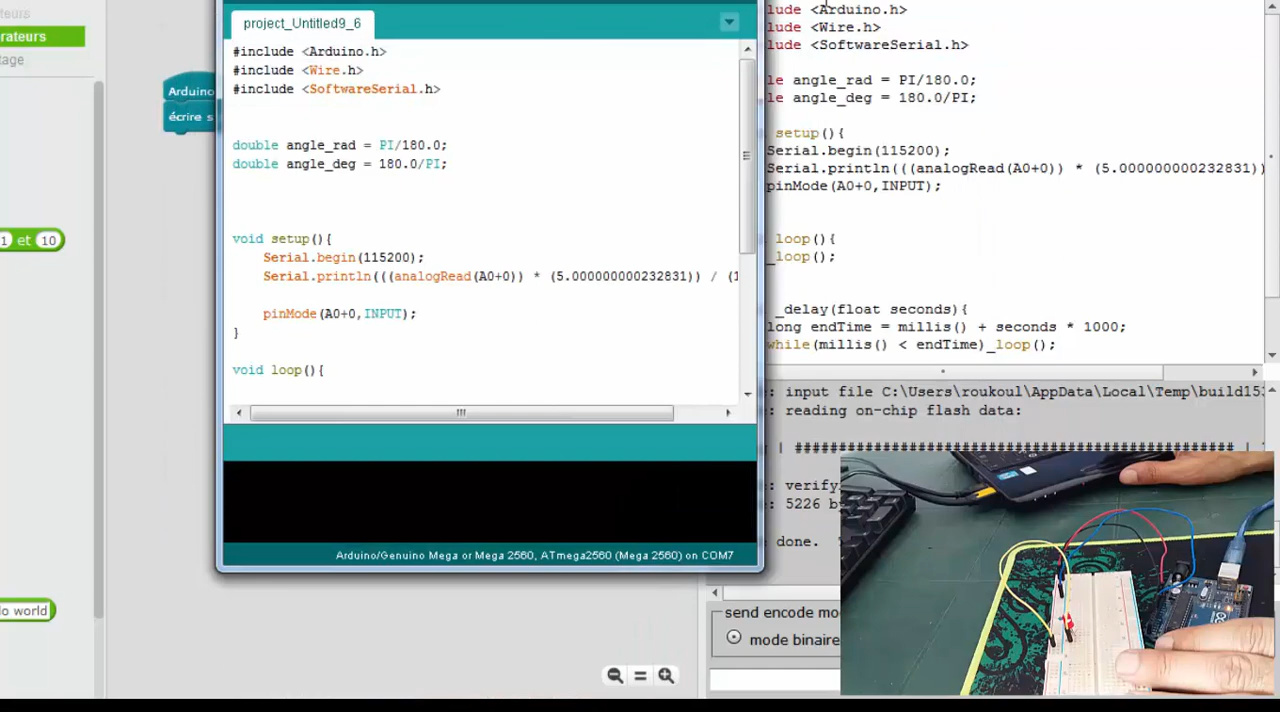 ateurs
rateurs
tage
Arduino
écrire s
1 et 10
lo world
project_Untitled9_6
#include <Arduino.h>
#include <Wire.h>
#include <SoftwareSerial.h>
double angle_rad = PI/180.0;
double angle_deg = 180.0/PI;
void setup(){
Serial.begin(115200);
Serial.println(((analogRead(A0+0)) * (5.000000000232831)) / (1
pinMode(A0+0,INPUT);
}
void loop(){
Arduino/Genuino Mega or Mega 2560, ATmega2560 (Mega 2560) on COM7
lude <Arduino.h>
lude <Wire.h>
lude <SoftwareSerial.h>
le angle_rad = PI/180.0;
le angle_deg = 180.0/PI;
setup(){
Serial.begin(115200);
Serial.println(((analogRead(A0+0)) * (5.000000000232831))
pinMode(A0+0,INPUT);
loop(){
_loop();
_delay(float seconds){
long endTime = millis() + seconds * 1000;
while(millis() < endTime)_loop();
: input file C:\Users\roukoul\AppData\Local\Temp\build153
: reading on-chip flash data:
| ################################################ |
: verify
: 5226 by
done.
send encode mo
mode binaire